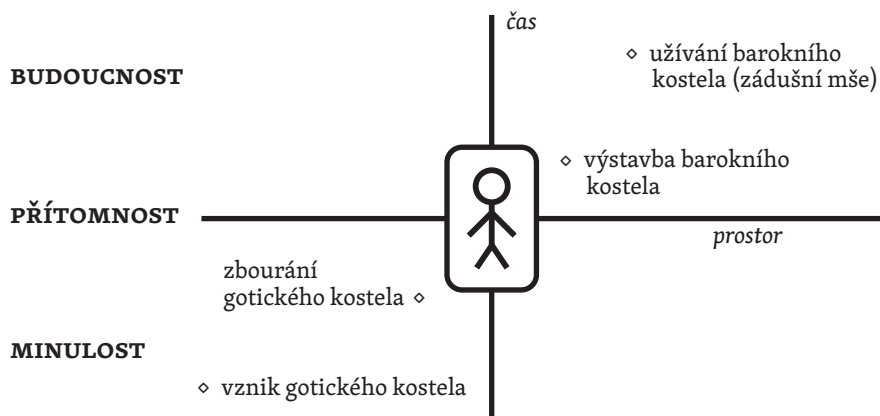 čas
BUDOUCNOST
◇ užívání barokního
kostela (zádušní mše)
◇ výstavba barokního
kostela
PŘÍTOMNOST
prostor
zbourání
gotického kostela ◇
MINULOST
◇ vznik gotického kostela